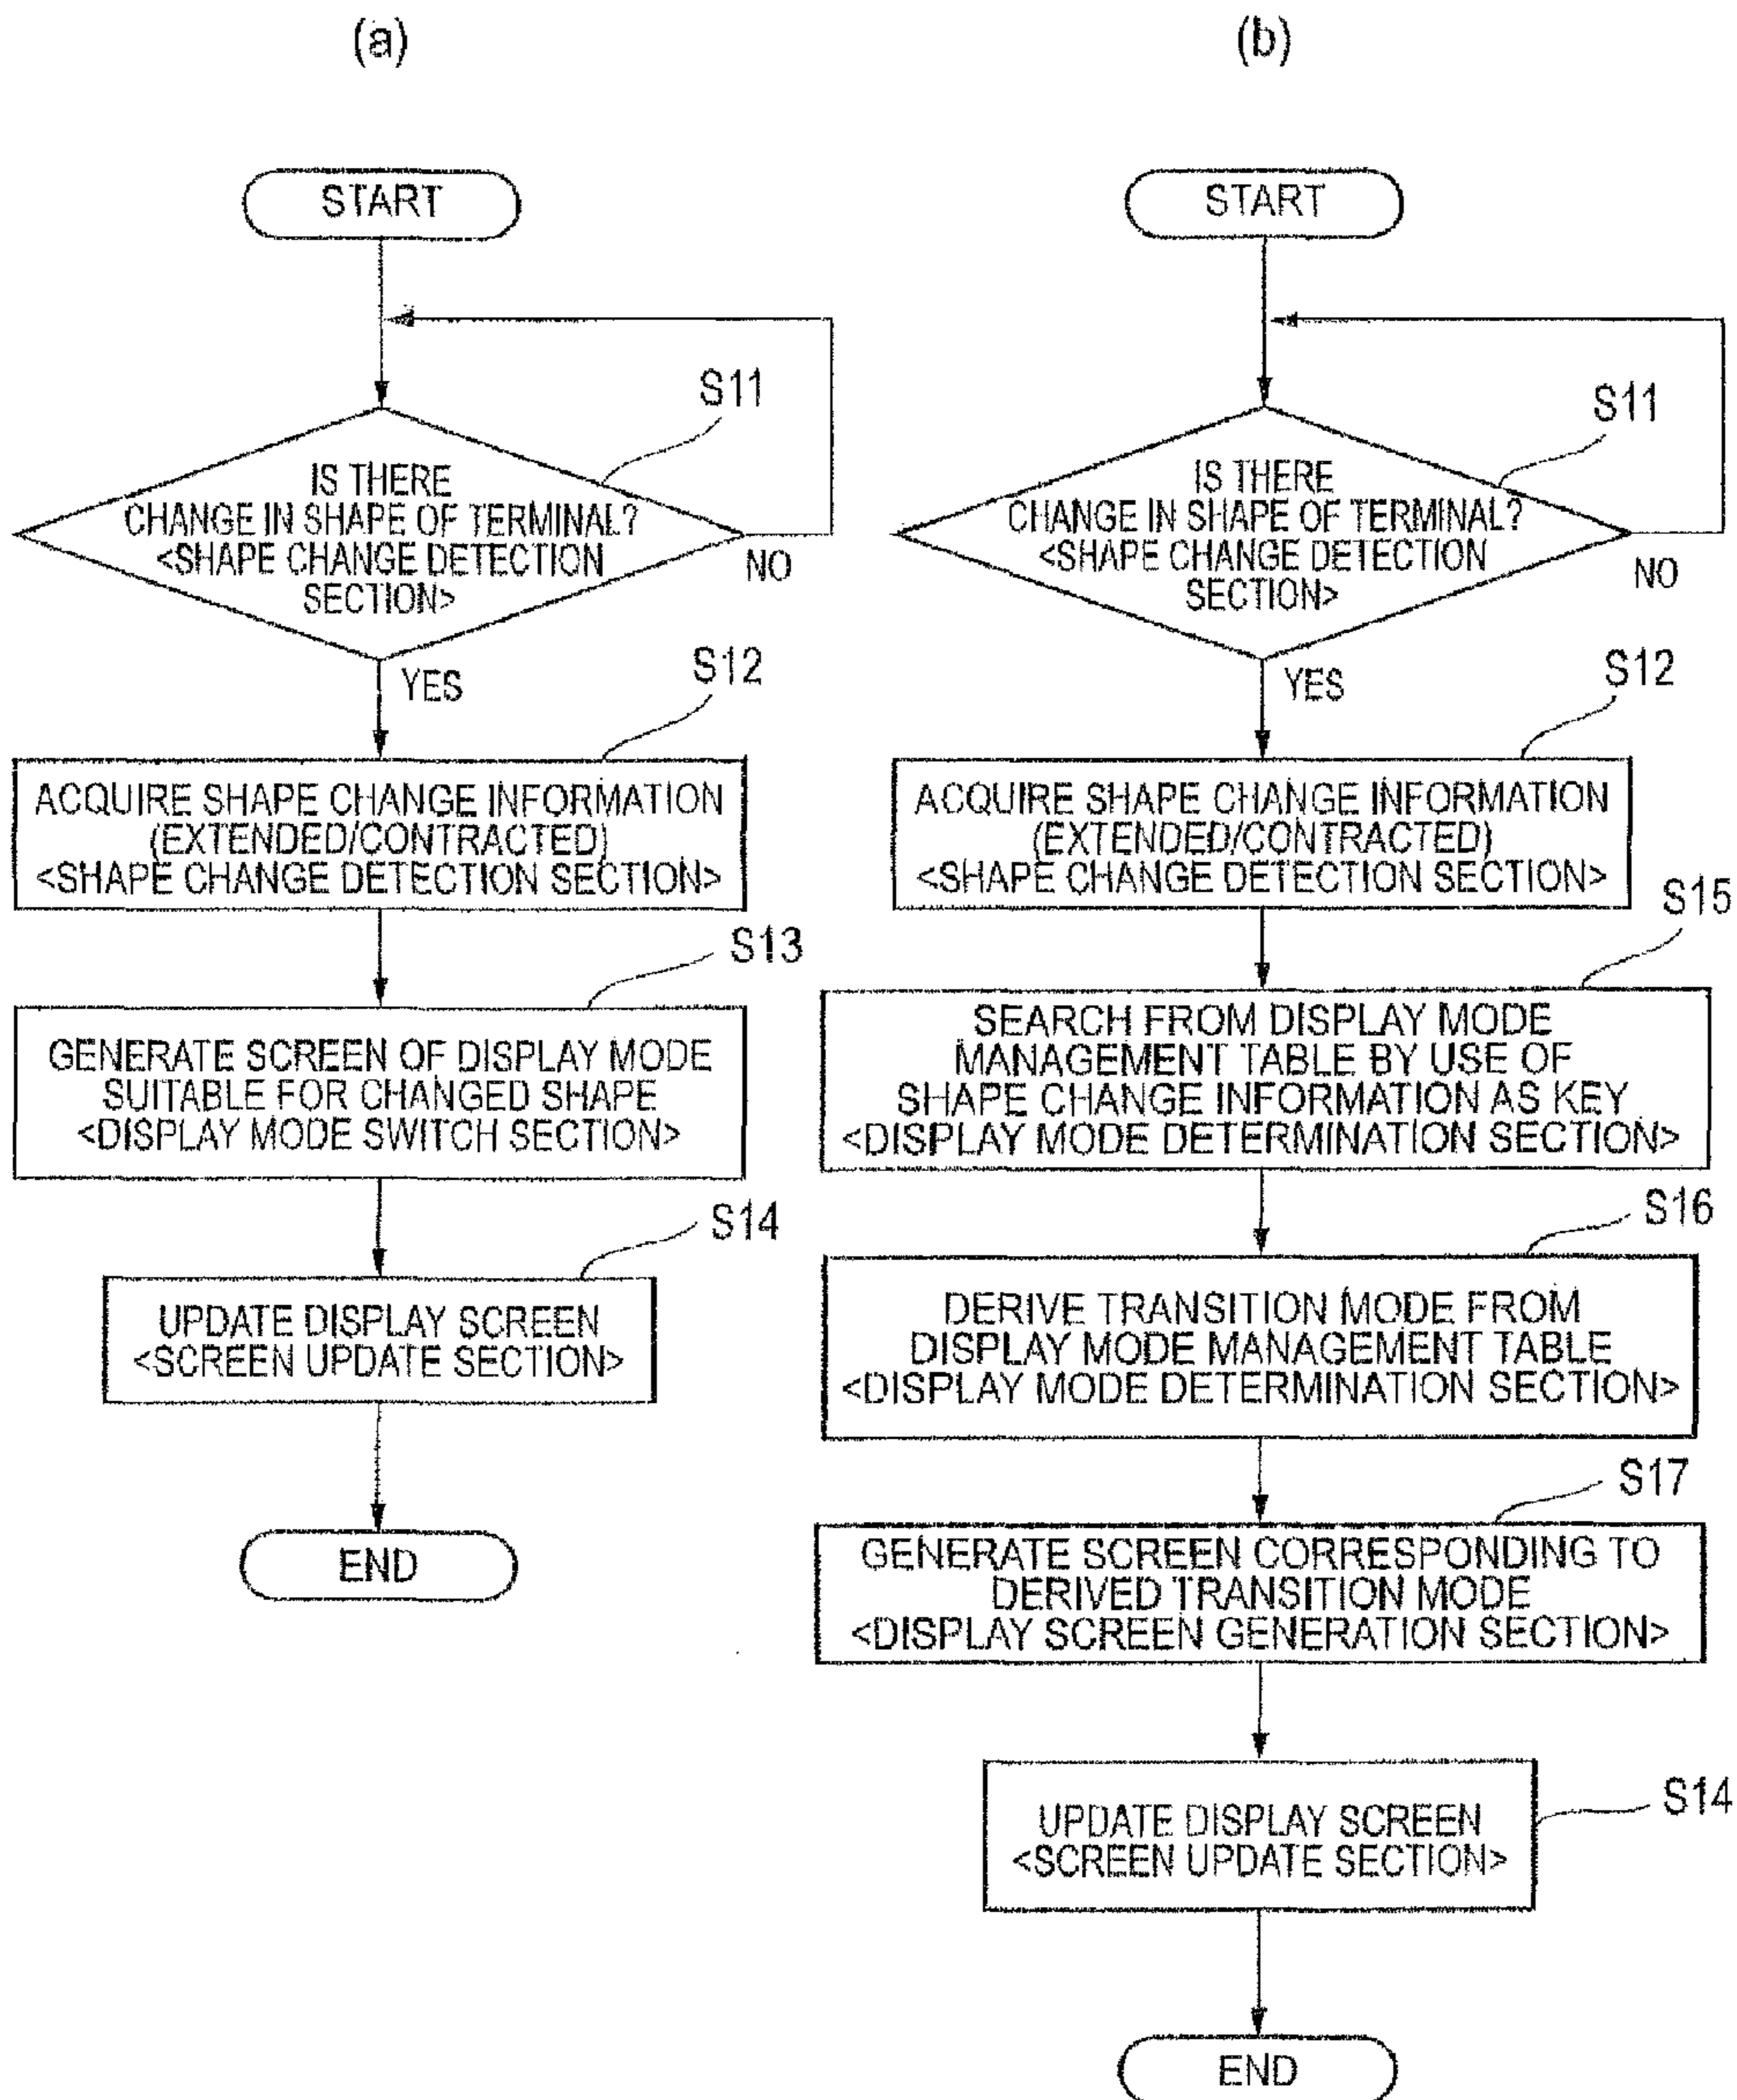 (a)
START
S11
IS THERE
CHANGE IN SHAPE OF TERMINAL?
<SHAPE CHANGE DETECTION
SECTION>
NO
YES
S12
ACQUIRE SHAPE CHANGE INFORMATION
(EXTENDED/CONTRACTED)
<SHAPE CHANGE DETECTION SECTION>
S13
GENERATE SCREEN OF DISPLAY MODE
SUITABLE FOR CHANGED SHAPE
<DISPLAY MODE SWITCH SECTION>
S14
UPDATE DISPLAY SCREEN
<SCREEN UPDATE SECTION>
END
(b)
START
S11
IS THERE
CHANGE IN SHAPE OF TERMINAL?
<SHAPE CHANGE DETECTION
SECTION>
NO
YES
S12
ACQUIRE SHAPE CHANGE INFORMATION
(EXTENDED/CONTRACTED)
<SHAPE CHANGE DETECTION SECTION>
S15
SEARCH FROM DISPLAY MODE
MANAGEMENT TABLE BY USE OF
SHAPE CHANGE INFORMATION AS KEY
<DISPLAY MODE DETERMINATION SECTION>
S16
DERIVE TRANSITION MODE FROM
DISPLAY MODE MANAGEMENT TABLE
<DISPLAY MODE DETERMINATION SECTION>
S17
GENERATE SCREEN CORRESPONDING TO
DERIVED TRANSITION MODE
<DISPLAY SCREEN GENERATION SECTION>
S14
UPDATE DISPLAY SCREEN
<SCREEN UPDATE SECTION>
END